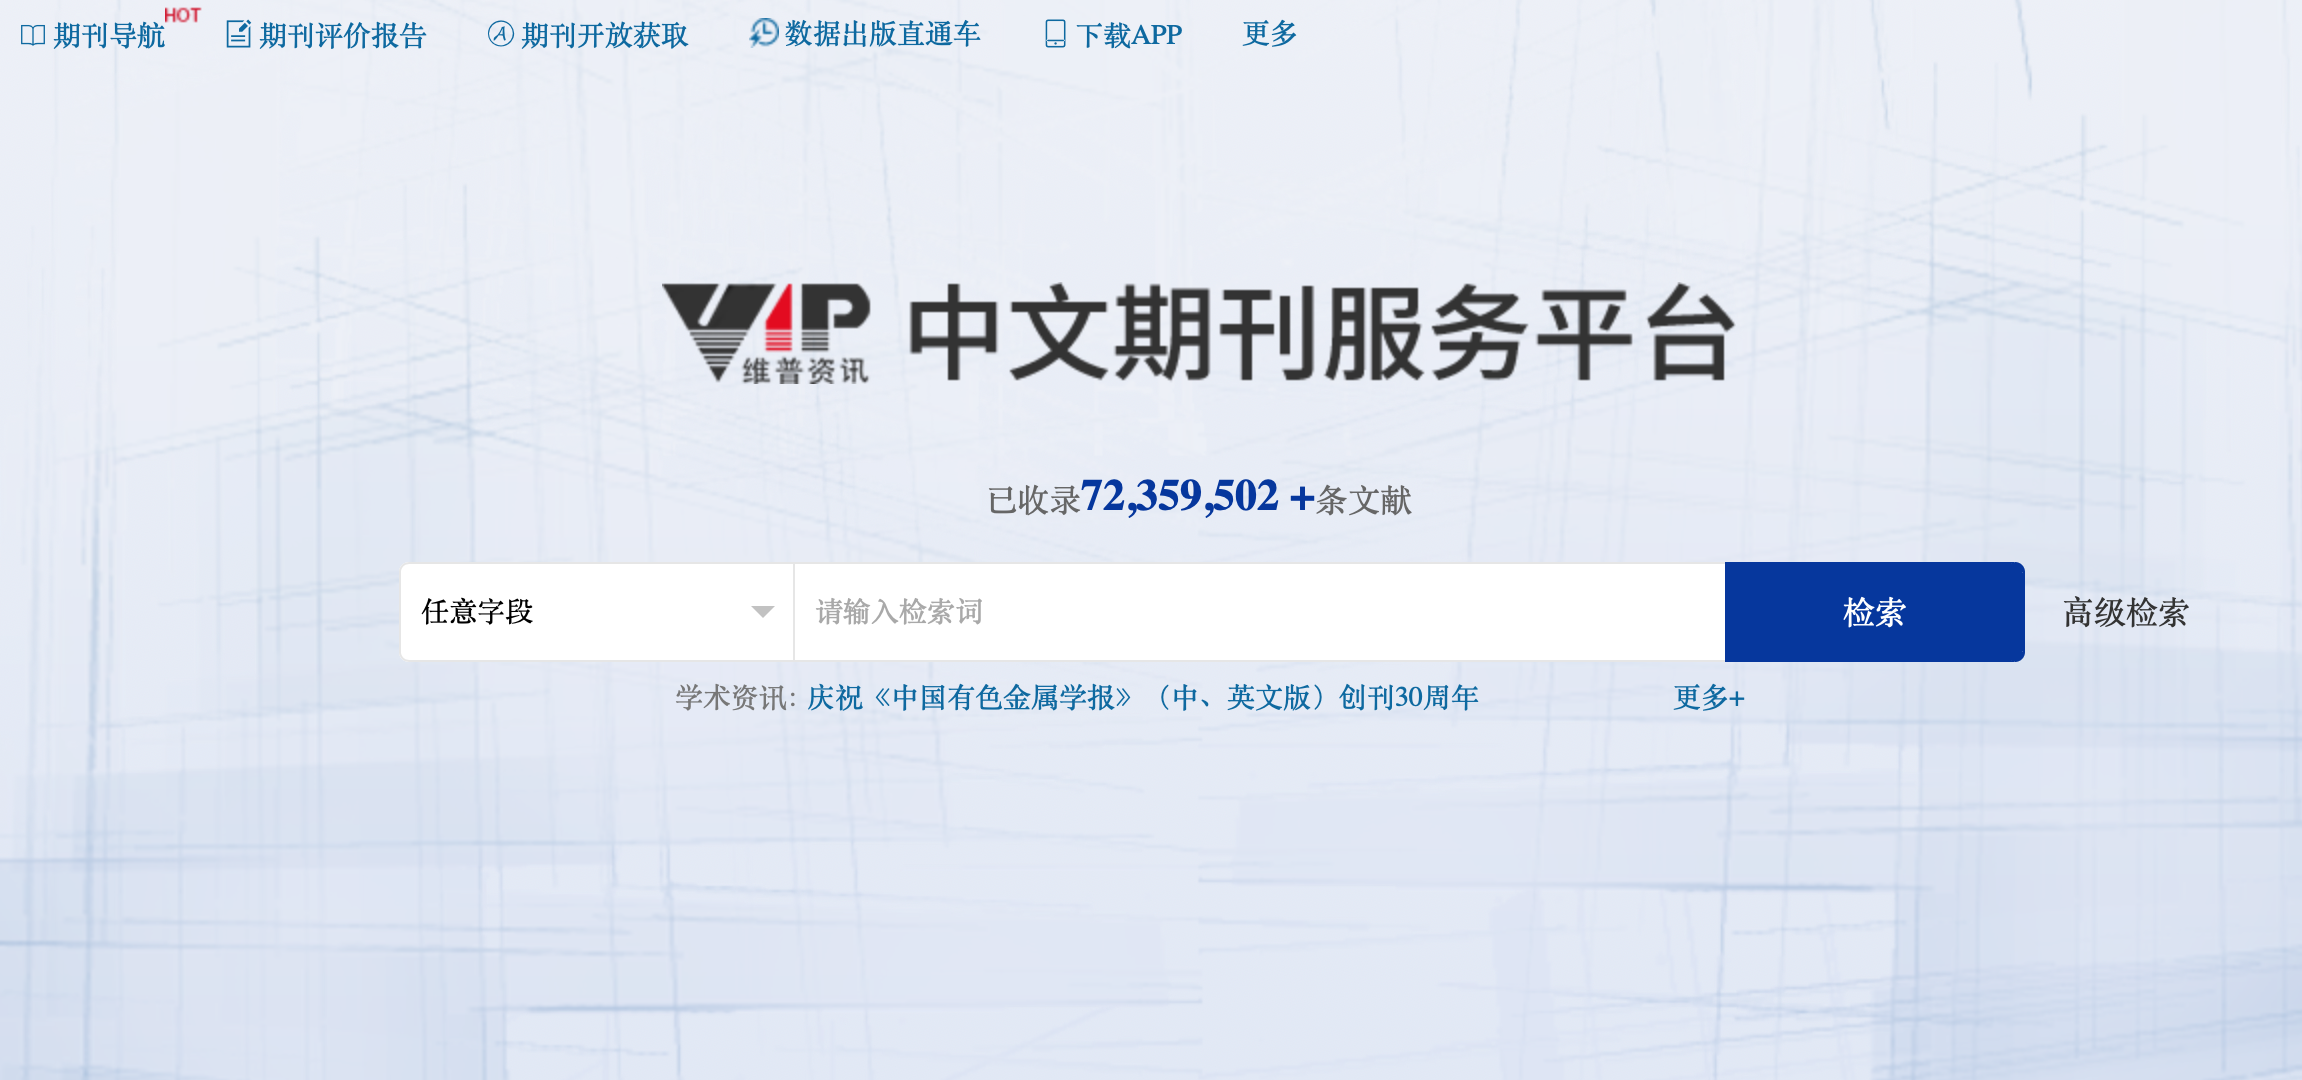 期刊导航 HOT 期刊评价报告 期刊开放获取 数据出版直通车 下载APP 更多
VIP 维普资讯 中文期刊服务平台
已收录72,359,502 +条文献
任意字段 请输入检索词 检索 高级检索
学术资讯: 庆祝《中国有色金属学报》（中、英文版）创刊30周年 更多+